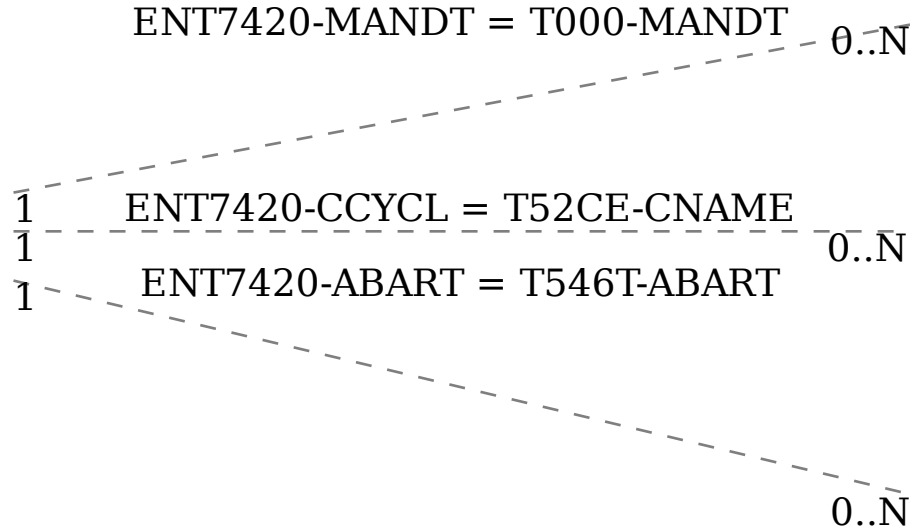 ENT7420-MANDT = T000-MANDT
0..N
1
ENT7420-CCYCL = T52CE-CNAME
1
0..N
ENT7420-ABART = T546T-ABART
1
0..N